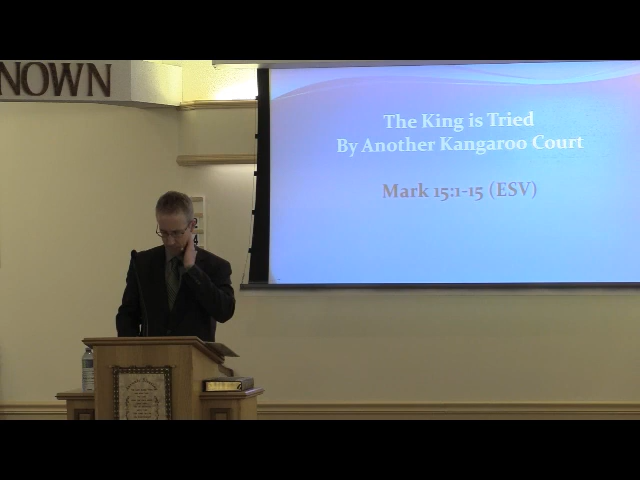 NOWN
The King is Tried
By Another Kangaroo Court
Mark 15:1-15 (ESV)